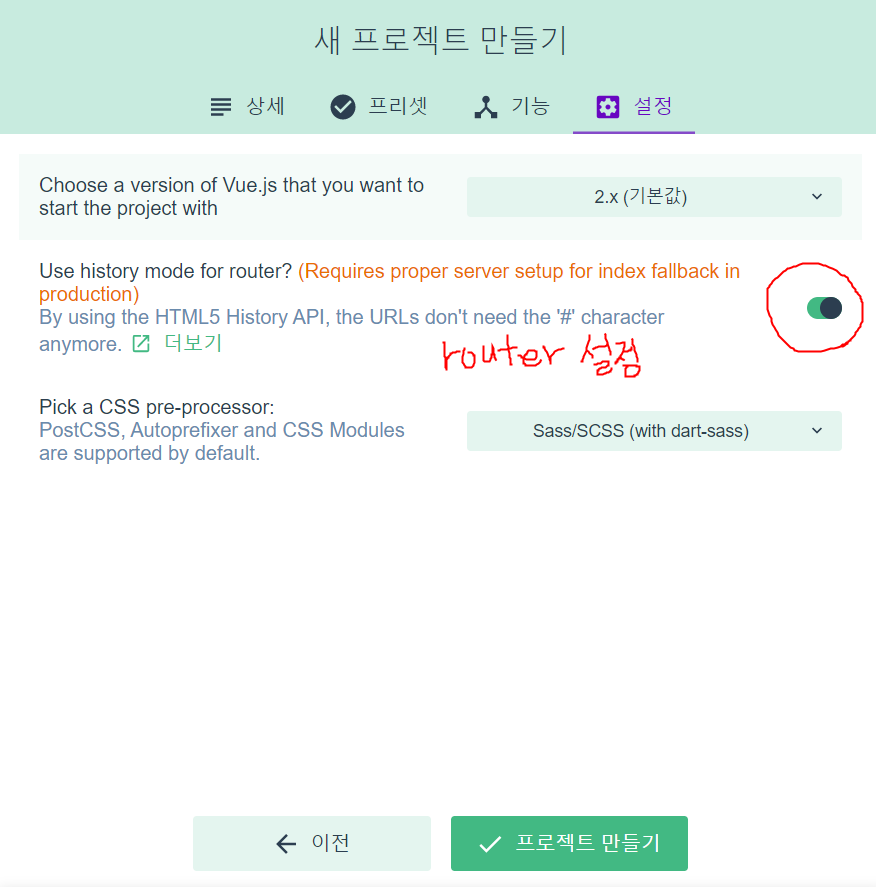 새 프로젝트 만들기
상세 프리셋 기능 설정
Choose a version of Vue.js that you want to
start the project with
2.x (기본값)
Use history mode for router? (Requires proper server setup for index fallback in
production)
By using the HTML5 History API, the URLs don't need the '#' character
anymore. 더보기
router 설정
Pick a CSS pre-processor:
PostCSS, Autoprefixer and CSS Modules
are supported by default.
Sass/SCSS (with dart-sass)
이전 프로젝트 만들기